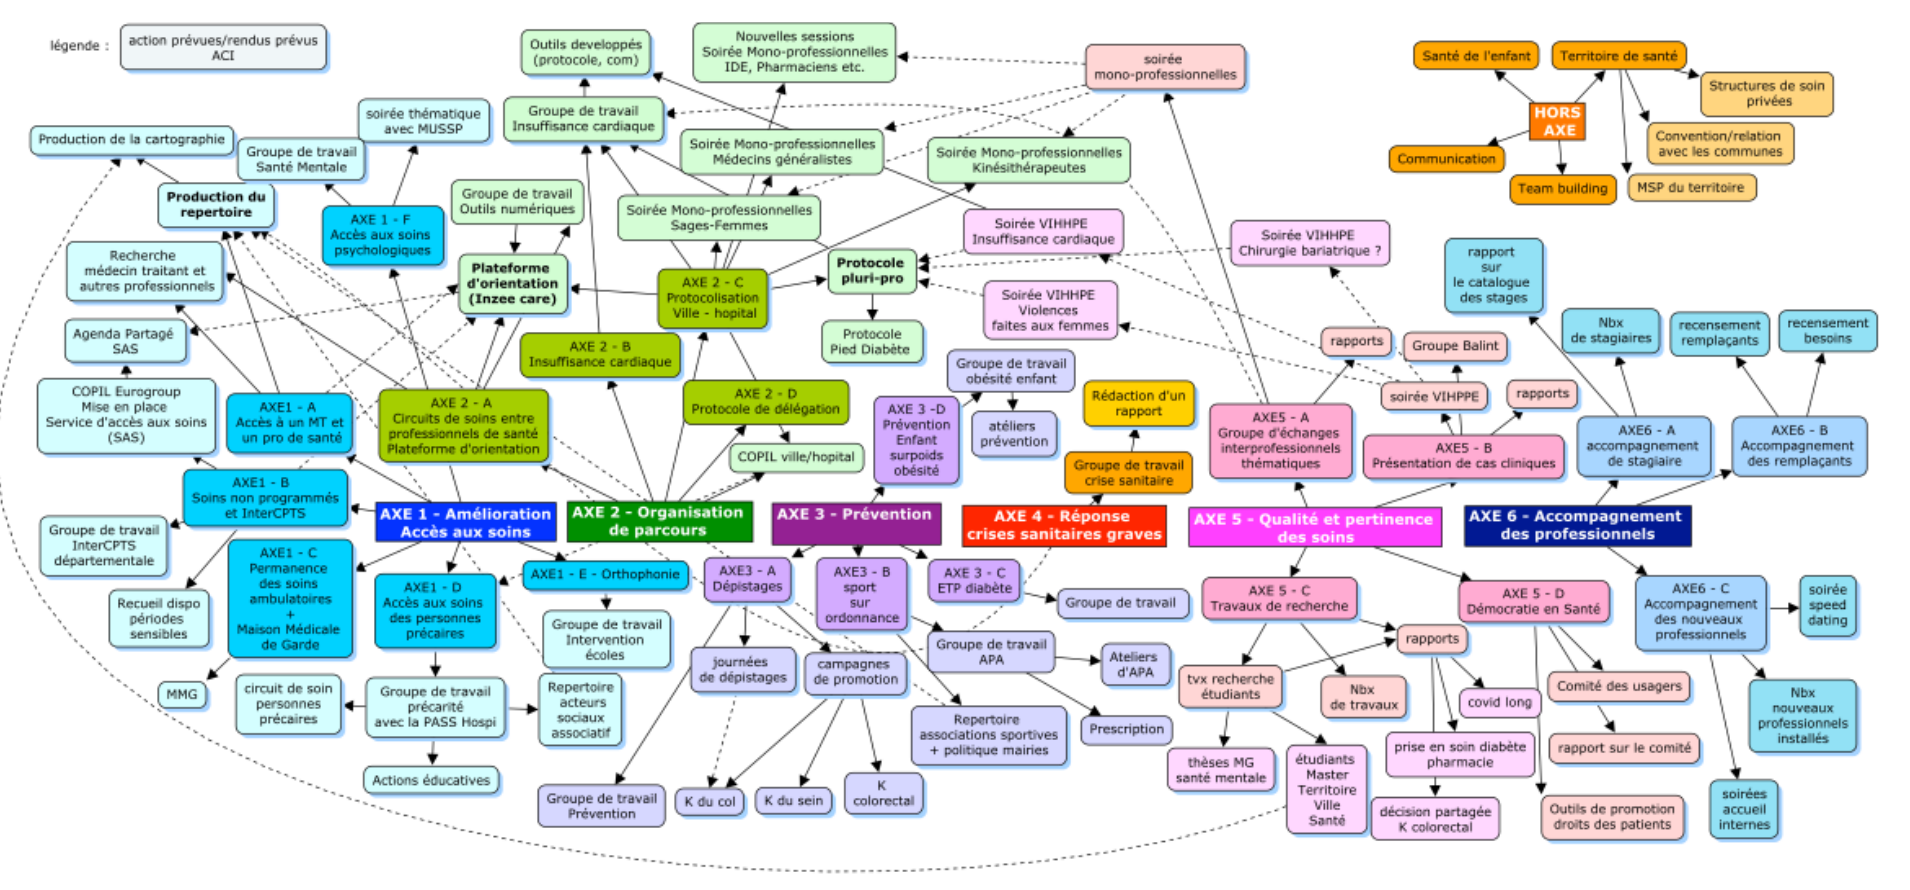 légende :
action prévues/rendus prévus
ACI
Outils developpés
(protocole, com)
Nouvelles sessions
Soirée Mono-professionnelles
IDE, Pharmaciens etc.
soirée
mono-professionnelles
Santé de l'enfant
Territoire de santé
Structures de soin
privées
HORS
AXE
Convention/relation
avec les communes
Communication
Team building
MSP du territoire
Production de la cartographie
soirée thématique
avec MUSSP
Groupe de travail
Insuffisance cardiaque
Groupe de travail
Santé Mentale
Soirée Mono-professionnelles
Médecins généralistes
Soirée Mono-professionnelles
Kinésithérapeutes
Production du
repertoire
AXE 1 - F
Accès aux soins
psychologiques
Groupe de travail
Outils numériques
Soirée Mono-professionnelles
Sages-Femmes
Soirée VIHHPE
Insuffisance cardiaque
Soirée VIHHPE
Chirurgie bariatrique ?
Recherche
médecin traitant et
autres professionnels
Plateforme
d'orientation
(Inzee care)
AXE 2 - C
Protocolisation
Ville - hopital
Protocole
pluri-pro
Soirée VIHHPE
Violences
faites aux femmes
rapport
sur
le catalogue
des stages
Agenda Partagé
SAS
AXE 2 - B
Insuffisance cardiaque
Protocole
Pied Diabète
rapports
Groupe Balint
Nbx
de stagiaires
recensement
remplaçants
recensement
besoins
COPIL Eurogroup
Mise en place
Service d'accès aux soins
(SAS)
AXE1 - A
Accès à un MT et
un pro de santé
AXE 2 - A
Circuits de soins entre
professionnels de santé
Plateforme d'orientation
AXE 2 - D
Protocole de délégation
Groupe de travail
obésité enfant
AXE 3 -D
Prévention
Enfant
surpoids
obésité
atéliers
prévention
Rédaction d'un
rapport
AXE5 - A
Groupe d'échanges
interprofessionnels
thématiques
soirée VIHPPE
rapports
AXE5 - B
Présentation de cas cliniques
AXE6 - A
accompagnement
de stagiaire
AXE6 - B
Accompagnement
des remplaçants
COPIL ville/hopital
Groupe de travail
crise sanitaire
AXE1 - B
Soins non programmés
et InterCPTS
AXE 1 - Amélioration
Accès aux soins
AXE 2 - Organisation
de parcours
AXE 3 - Prévention
AXE 4 - Réponse
crises sanitaires graves
AXE 5 - Qualité et pertinence
des soins
AXE 6 - Accompagnement
des professionnels
Groupe de travail
InterCPTS
départementale
AXE1 - C
Permanence
des soins
ambulatoires
+
Maison Médicale
de Garde
AXE1 - D
Accès aux soins
des personnes
précaires
AXE1 - E - Orthophonie
AXE3 - A
Dépistages
AXE3 - B
sport
sur
ordonnance
AXE 3 - C
ETP diabète
Groupe de travail
AXE 5 - C
Travaux de recherche
AXE 5 - D
Démocratie en Santé
AXE6 - C
Accompagnement
des nouveaux
professionnels
soirée
speed
dating
Recueil dispo
périodes
sensibles
Groupe de travail
Intervention
écoles
journées
de dépistages
campagnes
de promotion
Groupe de travail
APA
Ateliers
d'APA
rapports
tvx recherche
étudiants
Nbx
de travaux
covid long
Comité des usagers
MMG
circuit de soin
personnes
précaires
Groupe de travail
précarité
avec la PASS Hospi
Repertoire
acteurs
sociaux
associatif
Repertoire
associations sportives
+ politique mairies
Prescription
Nbx
nouveaux
professionnels
installés
thèses MG
santé mentale
étudiants
Master
Territoire
Ville
Santé
prise en soin diabète
pharmacie
rapport sur le comité
Actions éducatives
Groupe de travail
Prévention
K du col
K du sein
K
colorectal
décision partagée
K colorectal
Outils de promotion
droits des patients
soirées
accueil
internes